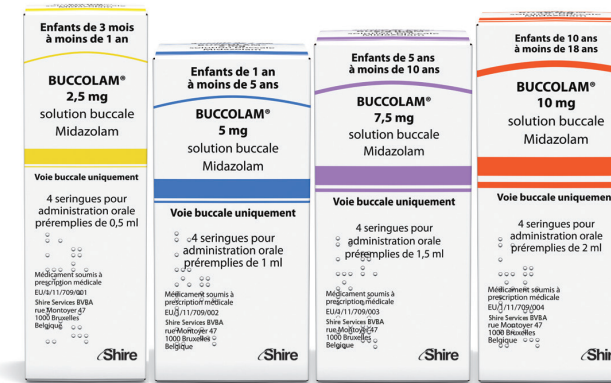 Enfants de 3 mois
à moins de 1 an
BUCCOLAM®
2,5 mg
solution buccale
Midazolam
Voie buccale uniquement
4 seringues pour
administration orale
préremplies de 0,5 ml
Médicament soumis à
prescription médicale
EU/1/11/709/001
Shire Services BVBA
rue Montoyer 47
1000 Bruxelles
Belgique
Shire
Enfants de 1 an
à moins de 5 ans
BUCCOLAM®
5 mg
solution buccale
Midazolam
Voie buccale uniquement
4 seringues pour
administration orale
préremplies de 1 ml
Médicament soumis à
prescription médicale
EU/1/11/709/002
Shire Services BVBA
rue Montoyer 47
1000 Bruxelles
Belgique
Shire
Enfants de 5 ans
à moins de 10 ans
BUCCOLAM®
7,5 mg
solution buccale
Midazolam
Voie buccale uniquement
4 seringues pour
administration orale
préremplies de 1,5 ml
Médicament soumis à
prescription médicale
EU/1/11/709/003
Shire Services BVBA
rue Montoyer 47
1000 Bruxelles
Belgique
Shire
Enfants de 10 ans
à moins de 18 ans
BUCCOLAM®
10 mg
solution buccale
Midazolam
Voie buccale uniquement
4 seringues pour
administration orale
préremplies de 2 ml
Médicament soumis à
prescription médicale
EU/1/11/709/004
Shire Services BVBA
rue Montoyer 47
1000 Bruxelles
Belgique